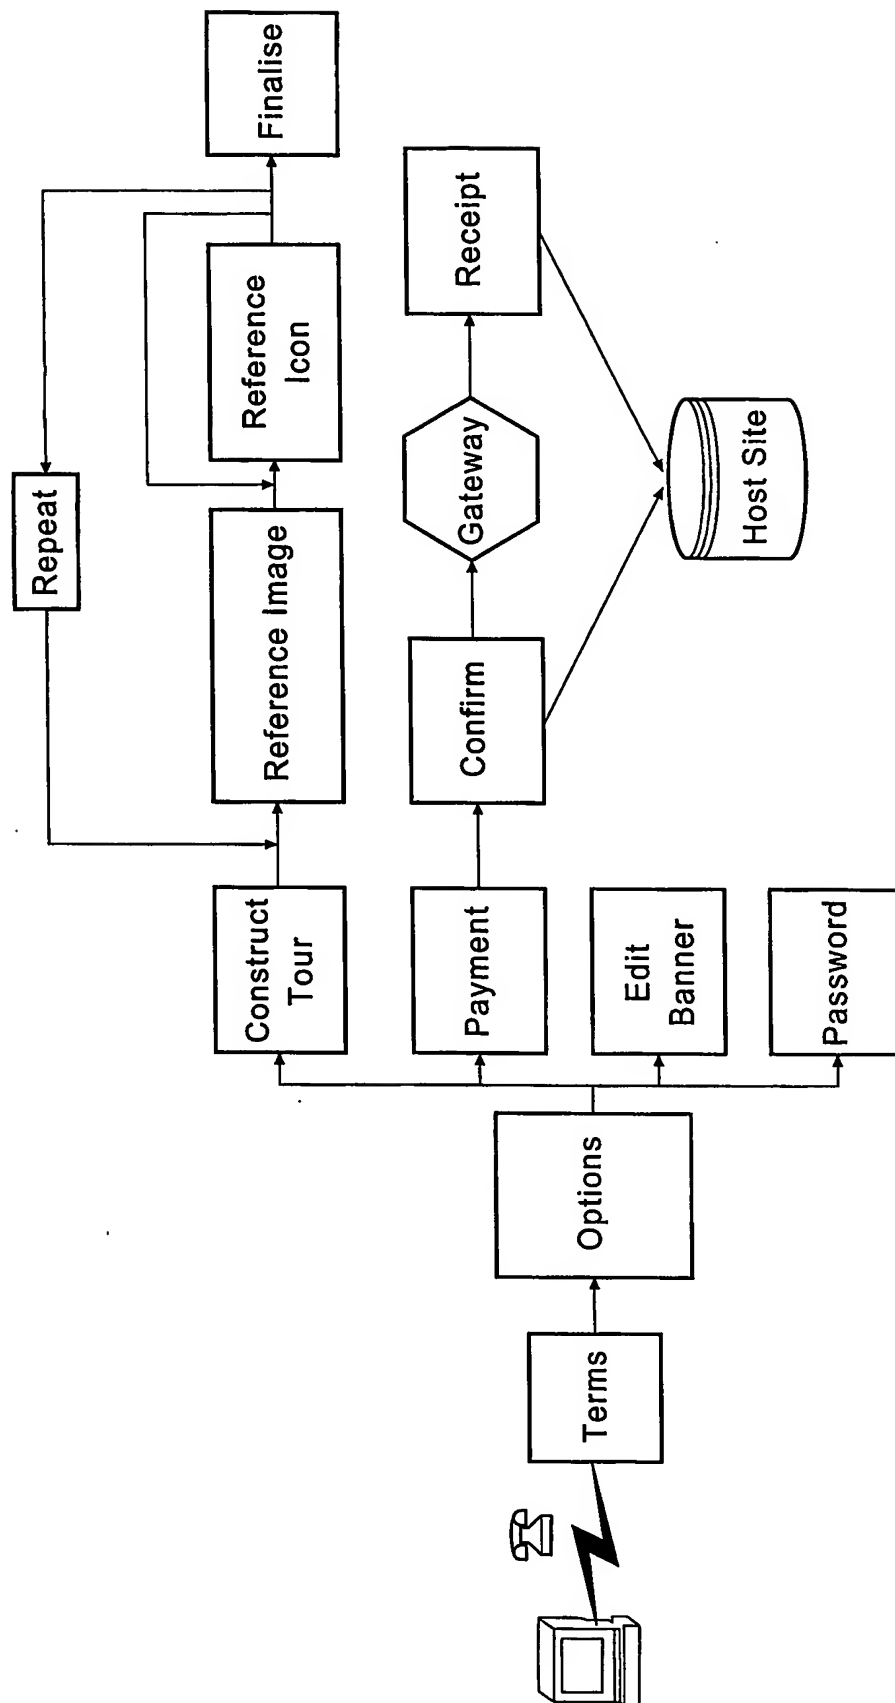 Repeat
Construct
Tour
Reference Image
Reference
Icon
Finalise
Payment
Confirm
Gateway
Receipt
Terms
Options
Edit
Banner
Password
Host Site